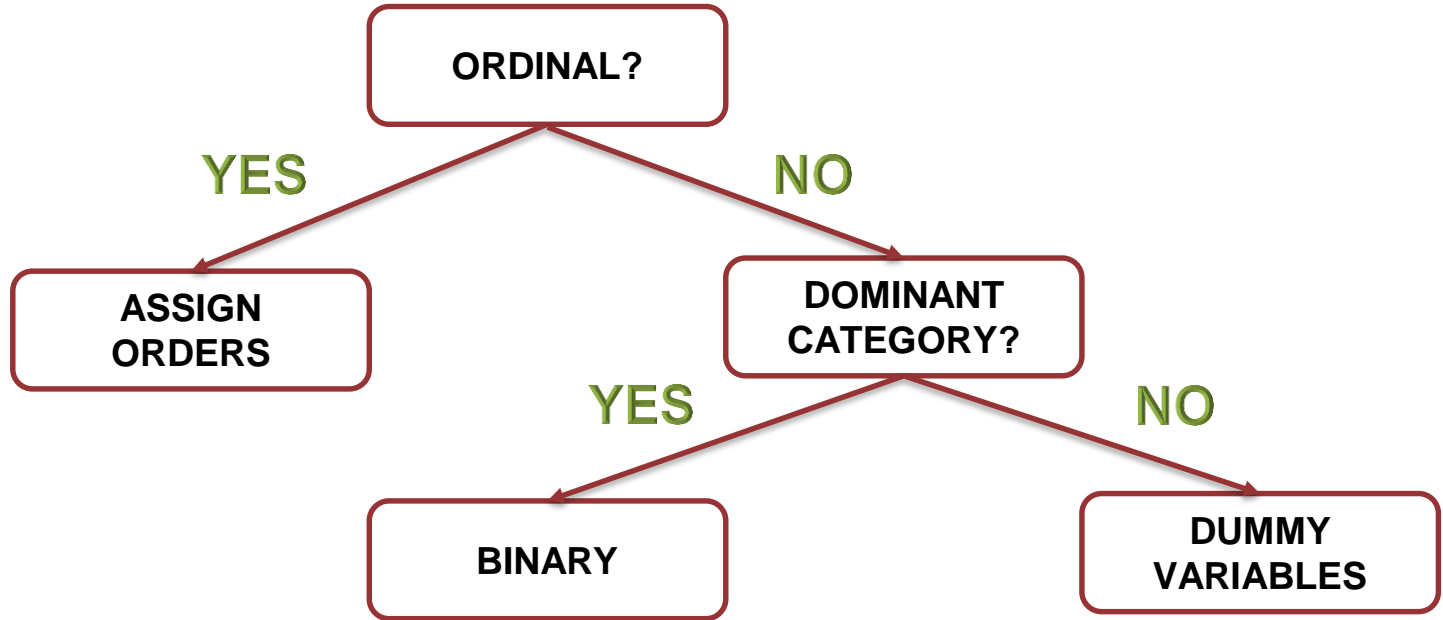 ORDINAL?
YES
NO
ASSIGN
ORDERS
DOMINANT
CATEGORY?
YES
NO
BINARY
DUMMY
VARIABLES